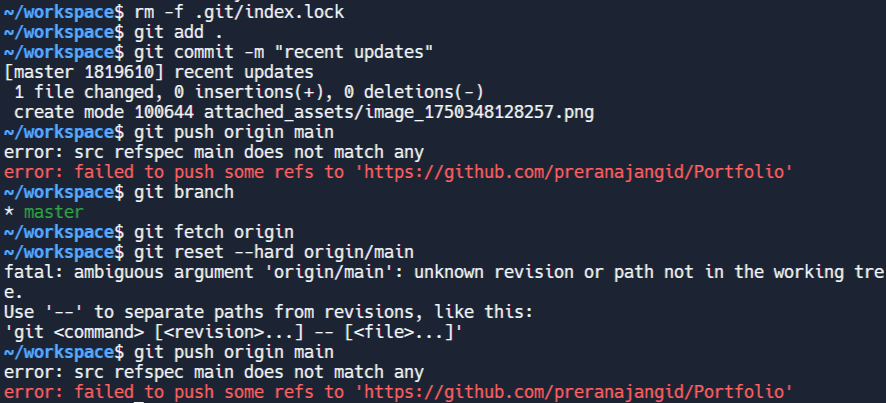 ~/workspace$ rm -f .git/index.lock
~/workspace$ git add .
~/workspace$ git commit -m "recent updates"
[master 1819610] recent updates
 1 file changed, 0 insertions(+), 0 deletions(-)
 create mode 100644 attached_assets/image_1750348128257.png
~/workspace$ git push origin main
error: src refspec main does not match any
error: failed to push some refs to 'https://github.com/preranajangid/Portfolio'
~/workspace$ git branch
* master
~/workspace$ git fetch origin
~/workspace$ git reset --hard origin/main
fatal: ambiguous argument 'origin/main': unknown revision or path not in the working tre
e.
Use '--' to separate paths from revisions, like this:
'git <command> [<revision>...] -- [<file>...]'
~/workspace$ git push origin main
error: src refspec main does not match any
error: failed to push some refs to 'https://github.com/preranajangid/Portfolio'